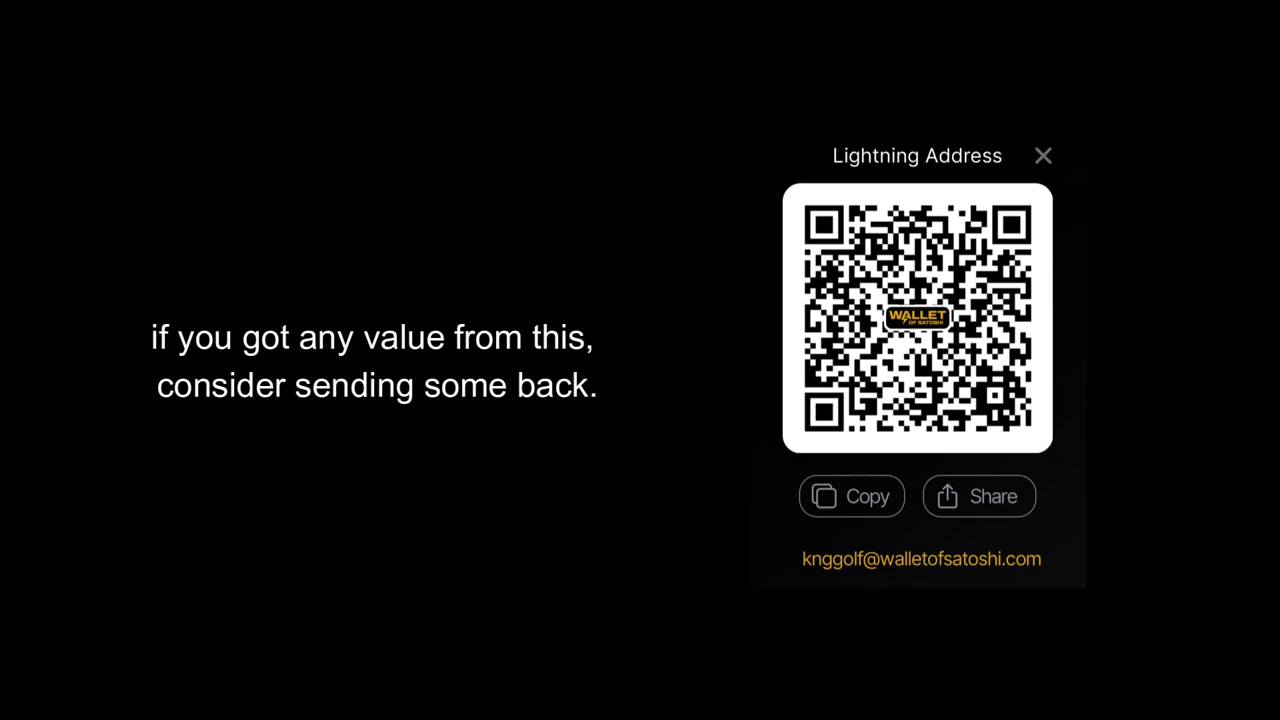 if you got any value from this,
consider sending some back.
Lightning Address
WALLET
OF SATOSHI
Copy
Share
knggolf@walletofsatoshi.com